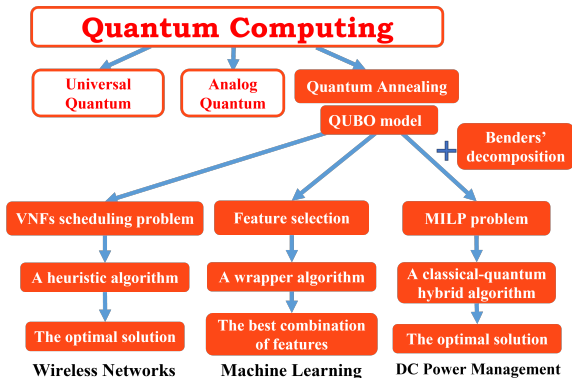 Quantum Computing
Universal
Quantum
Analog
Quantum
Quantum Annealing
QUBO model
+
Benders'
decomposition
VNFs scheduling problem
Feature selection
MILP problem
A heuristic algorithm
A wrapper algorithm
A classical-quantum
hybrid algorithm
The optimal solution
The best combination
of features
The optimal solution
Wireless Networks
Machine Learning
DC Power Management